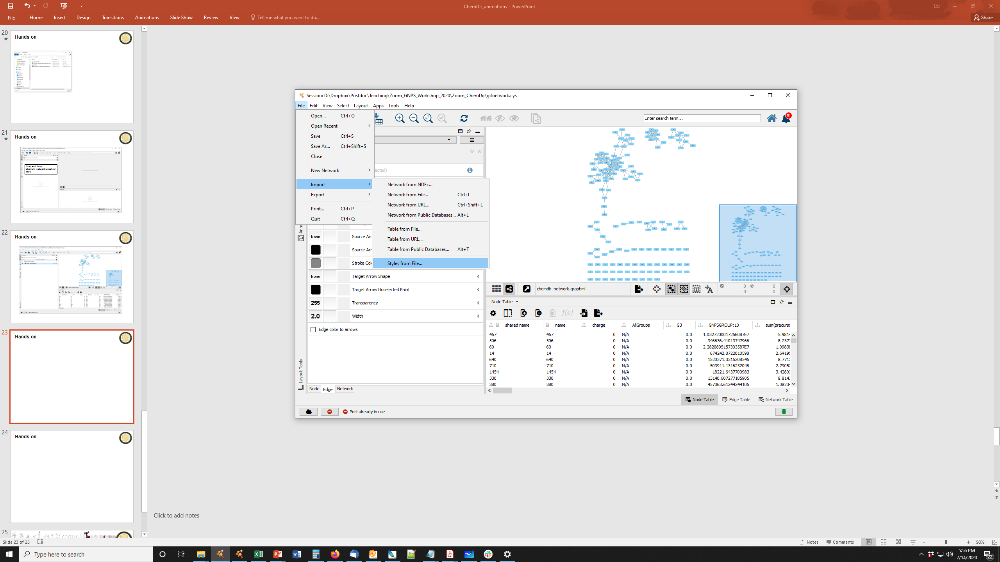 ChemDir_animations - PowerPoint
File Home Insert Design Transitions Animations Slide Show Review View Tell me what you want to do... Share
20
Hands on
21
Hands on
Drag and drop
chemdir_network.graphml
here
22
Hands on
23
Hands on
24
Hands on
25
Session: D:\Dropbox\Postdoc\Teaching\Zoom_GNPS_Workshop_2020\Zoom_ChemDir\gifnetwork.cys
File Edit View Select Layout Apps Tools Help
Open... Ctrl+O
Open Recent
Save Ctrl+S
Save As... Ctrl+Shift+S
Close
New Network
Import
Export
Print... Ctrl+P
Quit Ctrl+Q
Network from NDEx...
Network from File... Ctrl+L
Network from URL... Ctrl+Shift+L
Network from Public Databases... Alt+L
Table from File...
Table from URL...
Table from Public Databases... Alt+T
Styles from File...
Enter search term...
5
ected)
Anno
None Source Arr
Source Arr
Stroke Colo
None Target Arrow Shape
Target Arrow Unselected Paint
255 Transparency
2.0 Width
Edge color to arrows
Layout Tools
Node Edge Network
chemdir_network.graphml
0 0
0 0
Node Table
f(x)
shared name name charge AllGroups G3 GNPSGROUP:10 sum(precursc
457 457 0 N/A 0.0 1.0327200017256087E7 5.9814
506 506 0 N/A 0.0 346636.41013747966 8.2377
60 60 0 N/A 0.0 2.2820895157303587E7 1.09838
14 14 0 N/A 0.0 674242.8722010598 2.64195
640 640 0 N/A 0.0 1520371.3315208545 8.7713
710 710 0 N/A 0.0 503911.1316232048 2.79052
1454 1454 0 N/A 0.0 18221.6437700983 3.42802
330 330 0 N/A 0.0 13140.607277185905 8.8143
380 380 0 N/A 0.0 457363.61244244105 1.08234
Node Table Edge Table Network Table
Port already in use
Click to add notes
Slide 23 of 25 Notes Comments 98%
Type here to search
5:56 PM
7/14/2020
22